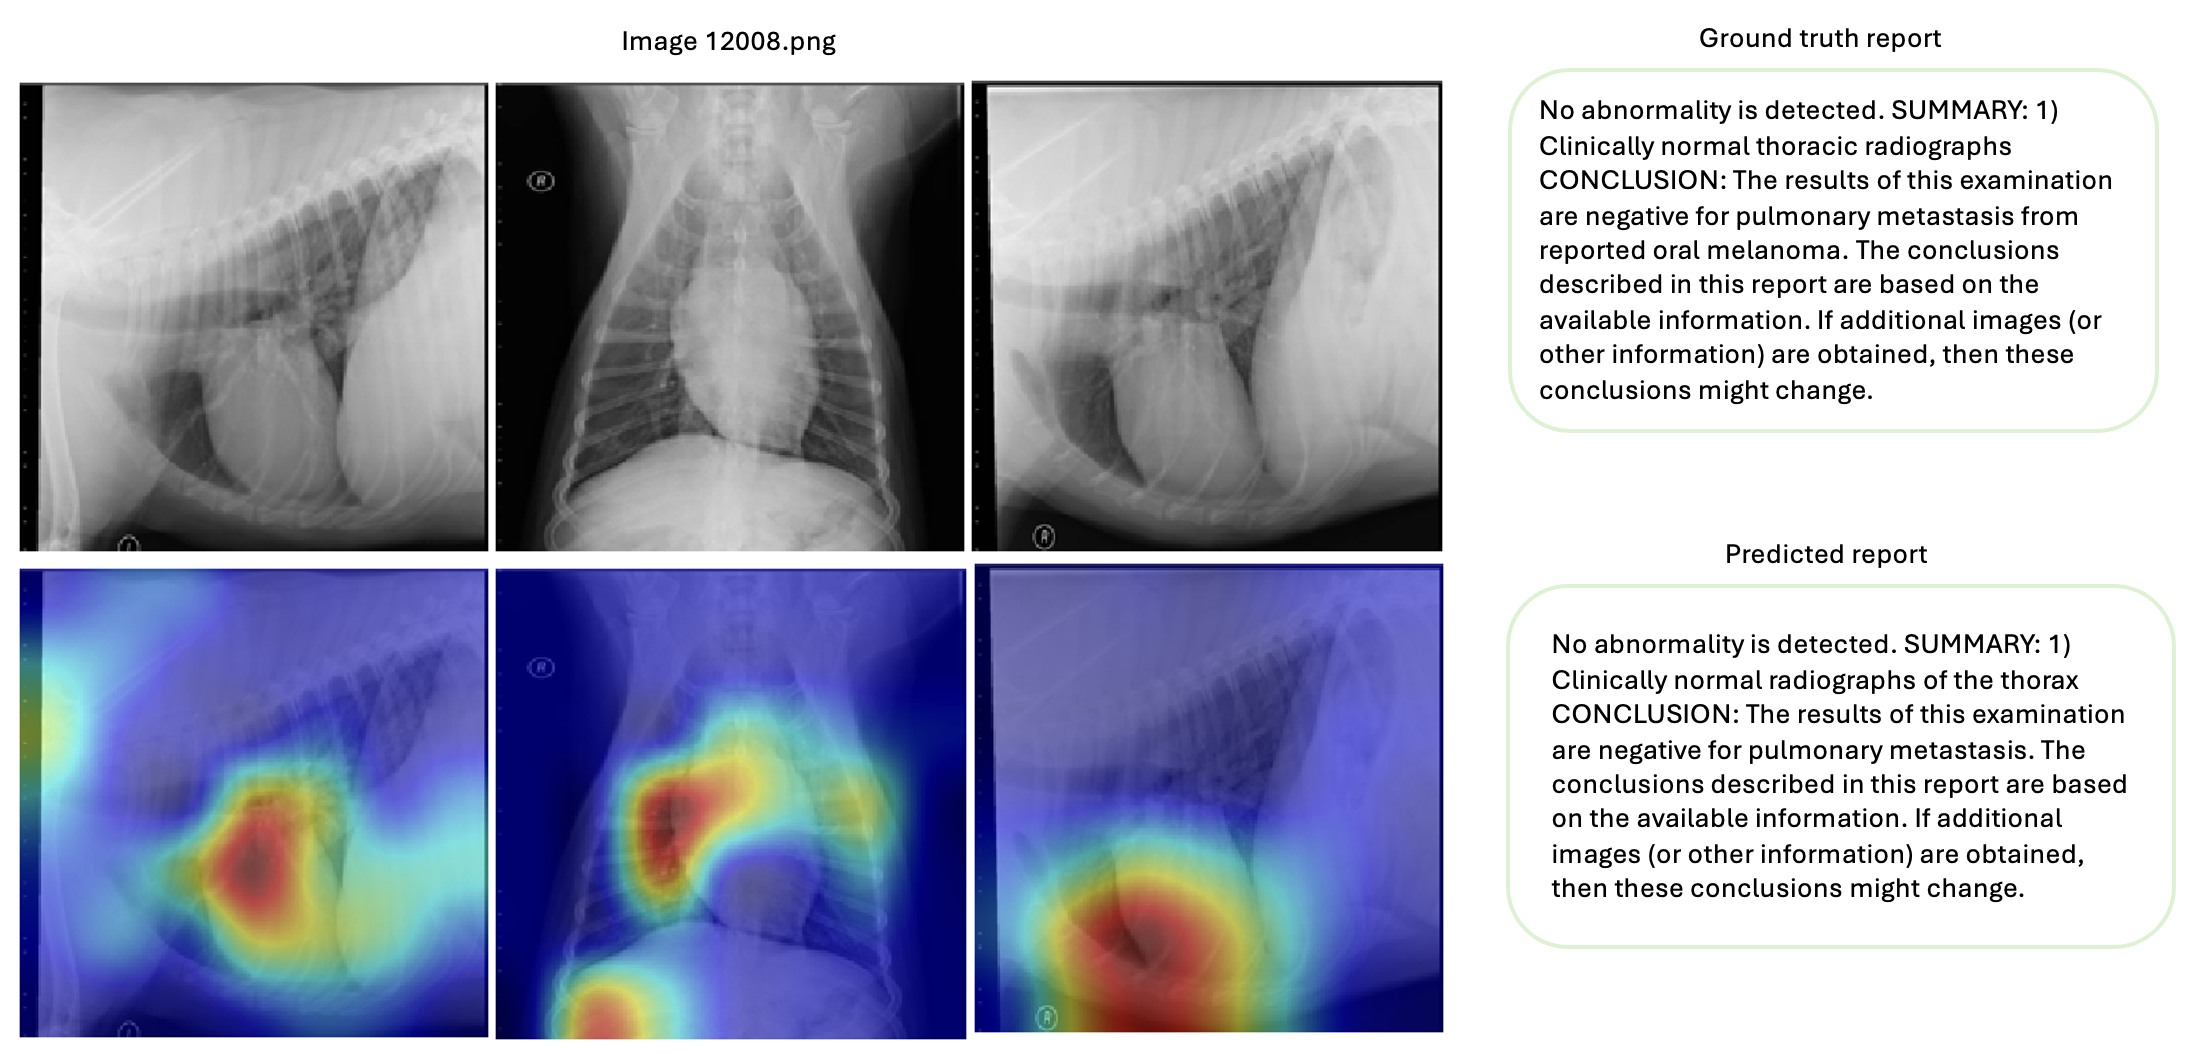 Image 12008.png
Ground truth report
No abnormality is detected. SUMMARY: 1)
Clinically normal thoracic radiographs
CONCLUSION: The results of this examination
are negative for pulmonary metastasis from
reported oral melanoma. The conclusions
described in this report are based on the
available information. If additional images (or
other information) are obtained, then these
conclusions might change.
R
R
Predicted report
No abnormality is detected. SUMMARY: 1)
Clinically normal radiographs of the thorax
CONCLUSION: The results of this examination
are negative for pulmonary metastasis. The
conclusions described in this report are based
on the available information. If additional
images (or other information) are obtained,
then these conclusions might change.
R
R